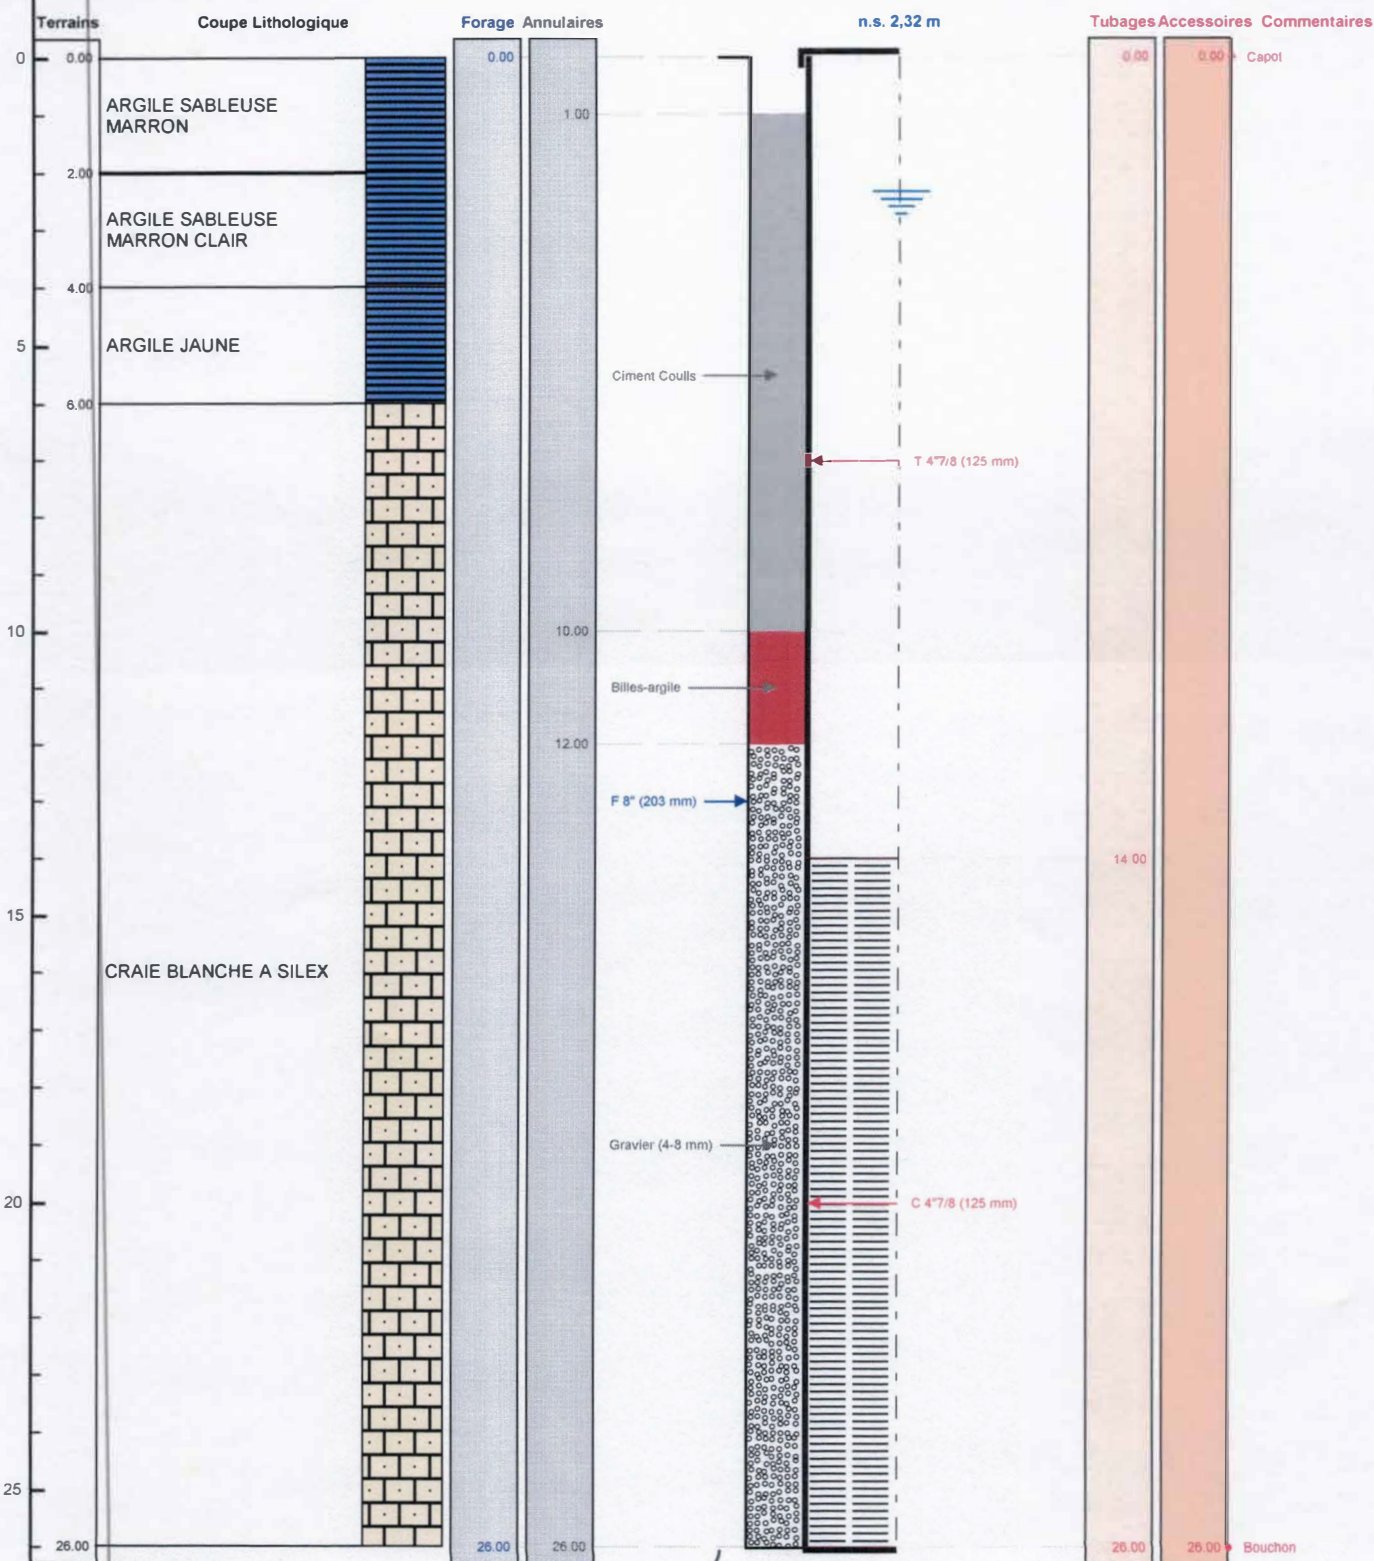 Terrains Coupe Lithologique Forage Annulaires n.s. 2,32 m Tubages Accessoires Commentaires
0 0.00 0.00 0.00 0.00 Capot
ARGILE SABLEUSE
MARRON
1.00
2.00
ARGILE SABLEUSE
MARRON CLAIR
4.00
5 ARGILE JAUNE
Ciment Coulls
6.00
T 4"7/8 (125 mm)
10 10.00
Billes-argile
12.00
F 8" (203 mm)
14.00
15
CRAIE BLANCHE A SILEX
Gravier (4-8 mm)
20 C 4"7/8 (125 mm)
25
26.00 26.00 26.00 26.00 26.00 Bouchon